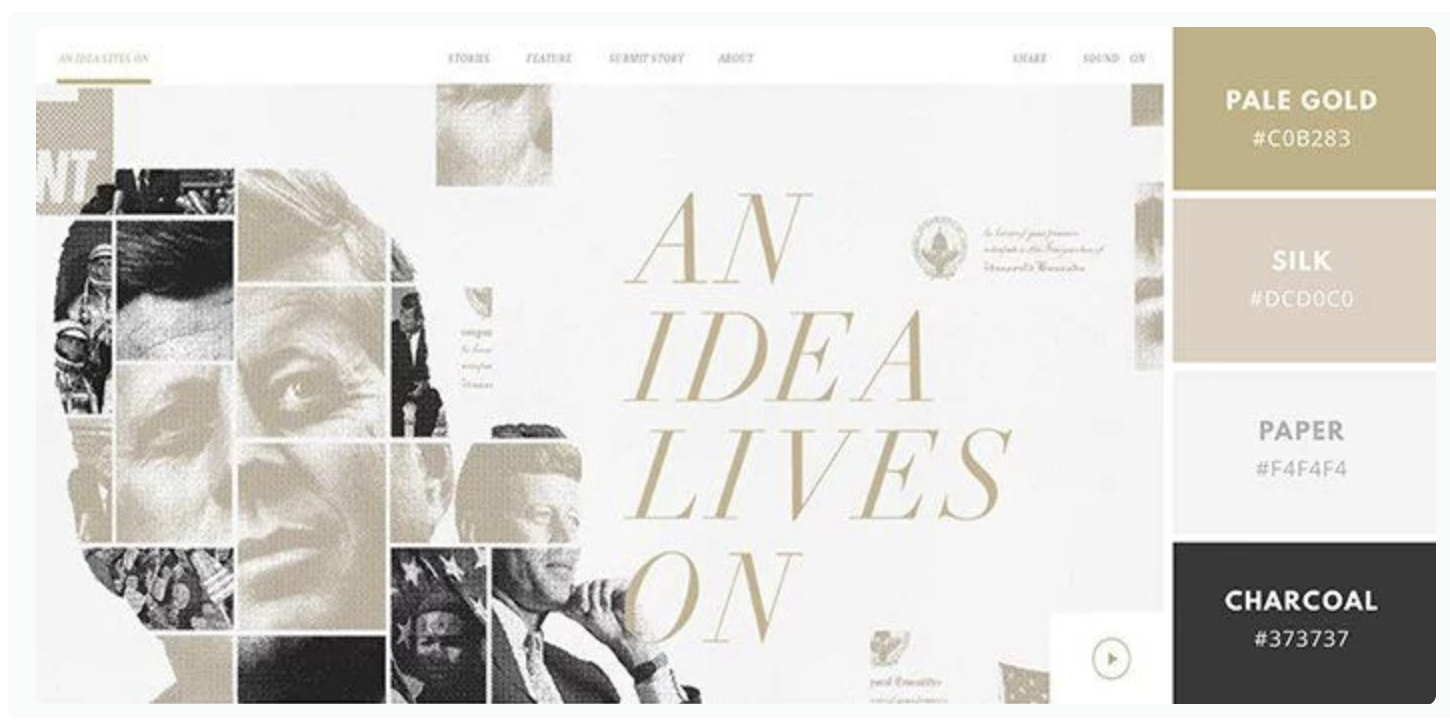 AN IDEA LIVES ON
STORIES FEATURE SUBMIT STORY ABOUT
SHARE SOUND ON
NT
AN
IDEA
LIVES
ON
PALE GOLD
#C0B283
SILK
#DCD0C0
PAPER
#F4F4F4
CHARCOAL
#373737